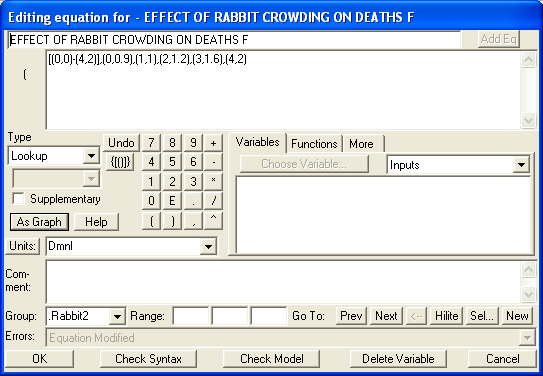 Editing equation for - EFFECT OF RABBIT CROWDING ON DEATHS F
EFFECT OF RABBIT CROWDING ON DEATHS F Add Eq
( [(0,0)-(4,2)],(0,0.9),(1,1),(2,1.2),(3,1.6),(4,2)
Type Undo 7 8 9 + Variables Functions More
Lookup {[()]} 4 5 6 - Choose Variable... Inputs
1 2 3 *
Supplementary 0 E . /
As Graph Help ( ) , ^
Units: Dmnl
Com-
ment:
Group: .Rabbit2 Range: Go To: Prev Next <-- Hilite Sel... New
Errors: Equation Modified
OK Check Syntax Check Model Delete Variable Cancel